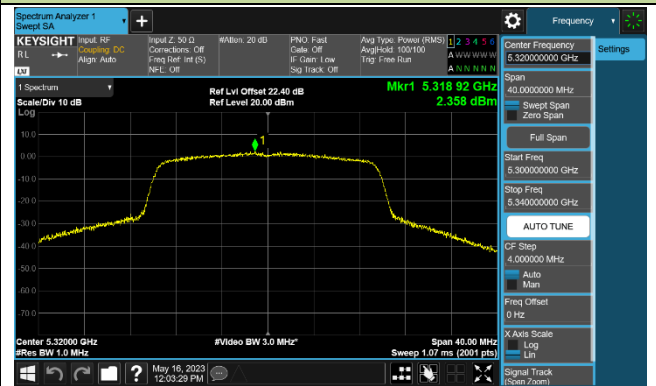 Spectrum Analyzer 1
Swept SA
+
Frequency
KEYSIGHT
RL
LXI
Input: RF
Coupling: DC
Align: Auto
Input Z: 50 Ω
Corrections: Off
Freq Ref: Int (S)
NFE: Off
#Atten: 20 dB
PNO: Fast
Gate: Off
IF Gain: Low
Sig Track: Off
Avg Type: Power (RMS)
Avg|Hold: 100/100
Trig: Free Run
1 2 3 4 5 6
A W W W W W
A N N N N N
1 Spectrum
Scale/Div 10 dB
Log
Ref Lvl Offset 22.40 dB
Ref Level 20.00 dBm
Mkr1 5.318 92 GHz
2.358 dBm
1
10.0
0.00
-10.0
-20.0
-30.0
-40.0
-50.0
-60.0
-70.0
Center 5.32000 GHz
#Res BW 1.0 MHz
#Video BW 3.0 MHz*
Span 40.00 MHz
Sweep 1.07 ms (2001 pts)
May 16, 2023
12:03:29 PM
?
Center Frequency
5.320000000 GHz
Settings
Span
40.0000000 MHz
Swept Span
Zero Span
Full Span
Start Freq
5.300000000 GHz
Stop Freq
5.340000000 GHz
AUTO TUNE
CF Step
4.000000 MHz
Auto
Man
Freq Offset
0 Hz
X Axis Scale
Log
Lin
Signal Track
(Span Zoom)